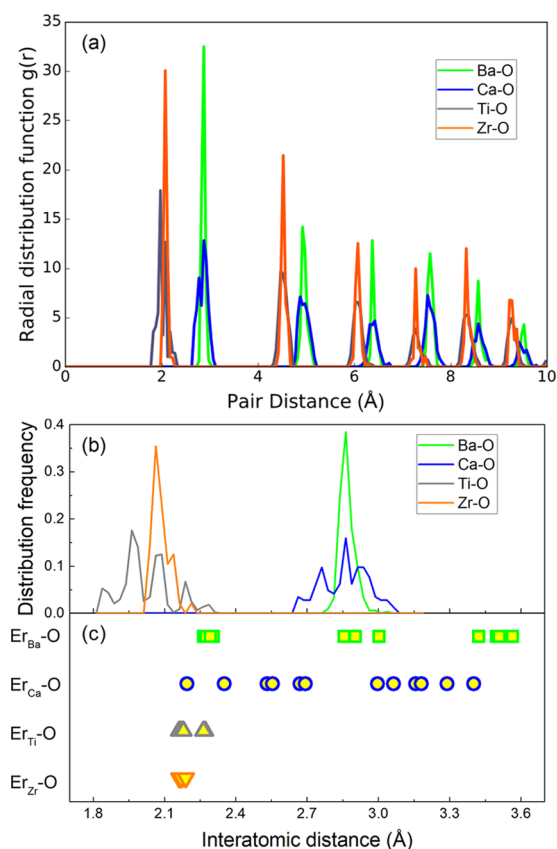 (a)
Radial distribution function g(r)
35
30
25
20
15
10
5
0
Ba-O
Ca-O
Ti-O
Zr-O
0 2 4 6 8 10
Pair Distance (Å)
(b)
Distribution frequency
0.4
0.3
0.2
0.1
0.0
Ba-O
Ca-O
Ti-O
Zr-O
(c)
ErBa-O
ErCa-O
ErTi-O
ErZr-O
1.8 2.1 2.4 2.7 3.0 3.3 3.6
Interatomic distance (Å)